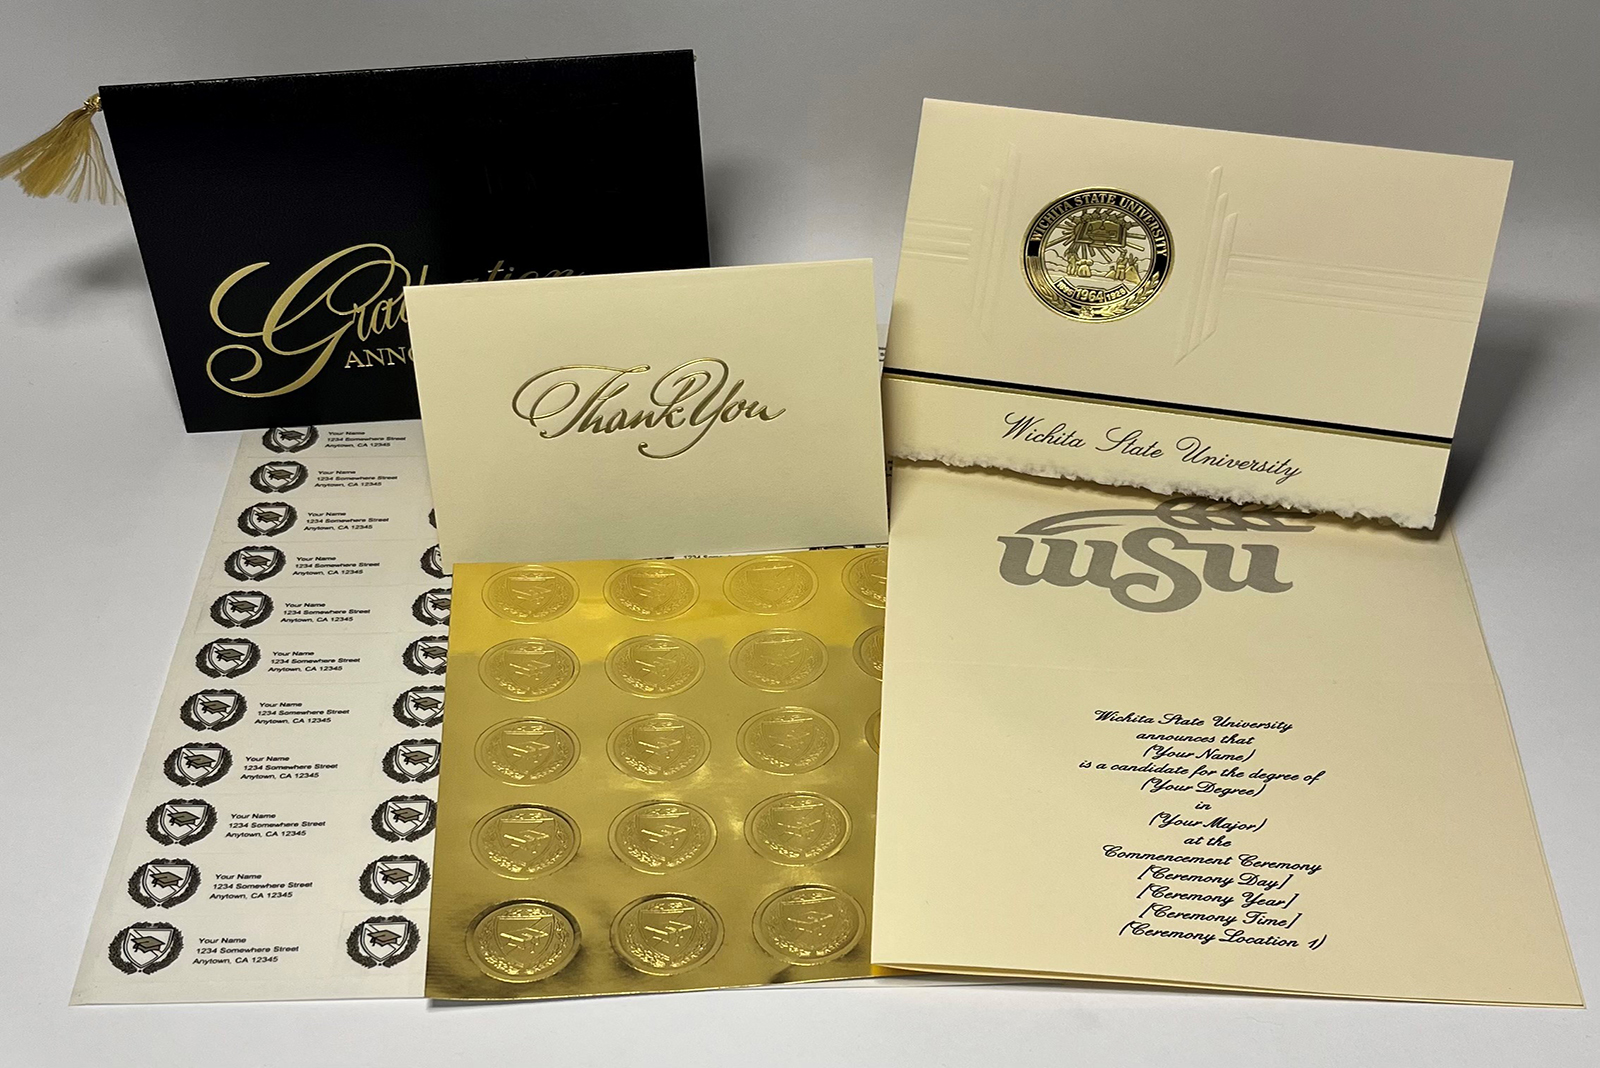 Graduation
ANNO
Thank You
WICHITA STATE UNIVERSITY
1964
Wichita State University
wsu
Wichita State University
announces that
(Your Name)
is a candidate for the degree of
(Your Degree)
in
(Your Major)
at the
Commencement Ceremony
[Ceremony Day]
[Ceremony Year]
[Ceremony Time]
(Ceremony Location 1)
Your Name
1234 Somewhere Street
Anytown, CA 12345
Your Name
1234 Somewhere Street
Anytown, CA 12345
Your Name
1234 Somewhere Street
Anytown, CA 12345
Your Name
1234 Somewhere Street
Anytown, CA 12345
Your Name
1234 Somewhere Street
Anytown, CA 12345
Your Name
1234 Somewhere Street
Anytown, CA 12345
Your Name
1234 Somewhere Street
Anytown, CA 12345
Your Name
1234 Somewhere Street
Anytown, CA 12345
Your Name
1234 Somewhere Street
Anytown, CA 12345
Your Name
1234 Somewhere Street
Anytown, CA 12345
Your Name
1234 Somewhere Street
Anytown, CA 12345